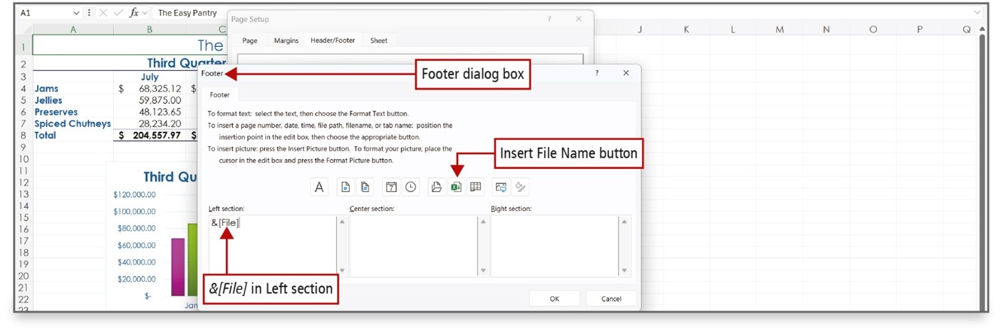 A1
fx
The Easy Pantry
A B C J K L M N O P Q
1 The
2 Third Quarter
3 July
4 Jams $ 68,325.12 $
5 Jellies 59,875.00
6 Preserves 48,123.65
7 Spiced Chutneys 28,234.20
8 Total $ 204,557.97 $
9
10
11
12
13
14
15
16
17
18
19
20
21
22
23
Third Qu
$120,000.00
$100,000.00
$80,000.00
$60,000.00
$40,000.00
$20,000.00
$-
Jan
Page Setup ? ×
Page Margins Header/Footer Sheet
Footer ? ×
Footer dialog box
Footer
To format text: select the text, then choose the Format Text button.
To insert a page number, date, time, file path, filename, or tab name: position the
insertion point in the edit box, then choose the appropriate button.
To insert picture: press the Insert Picture button. To format your picture, place the
cursor in the edit box and press the Format Picture button.
Insert File Name button
A # # 7
Left section: Center section: Right section:
&[File]
&[File] in Left section
OK Cancel